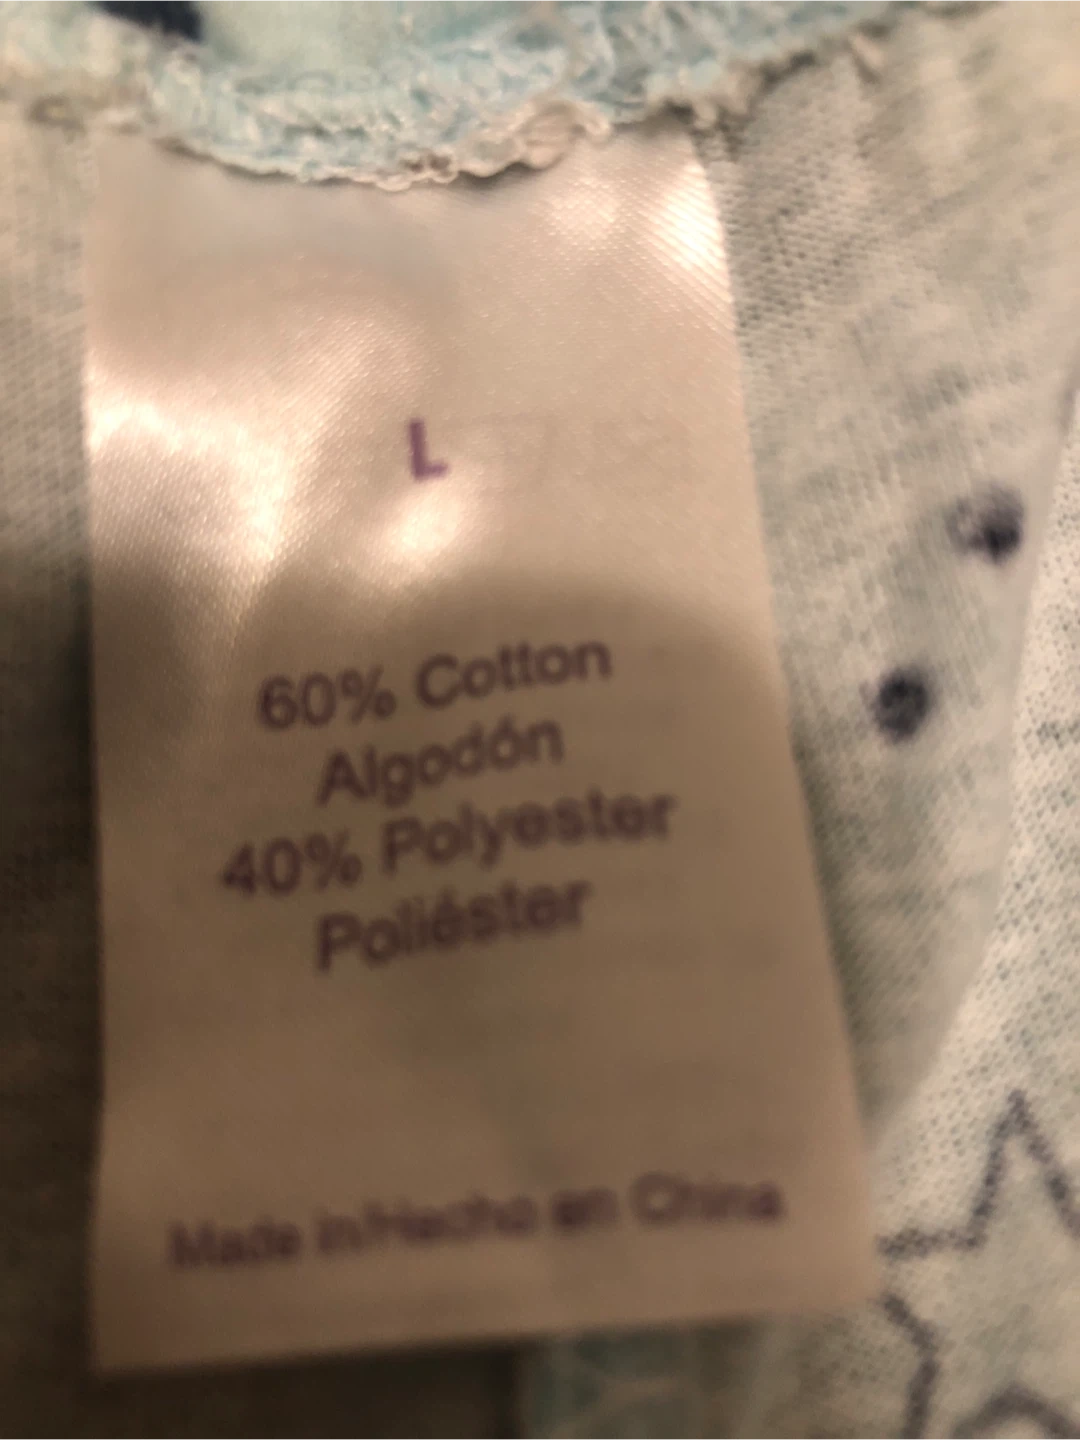 L
60% Cotton
Algodón
40% Polyester
Poliéster
Made in/Hecho en China